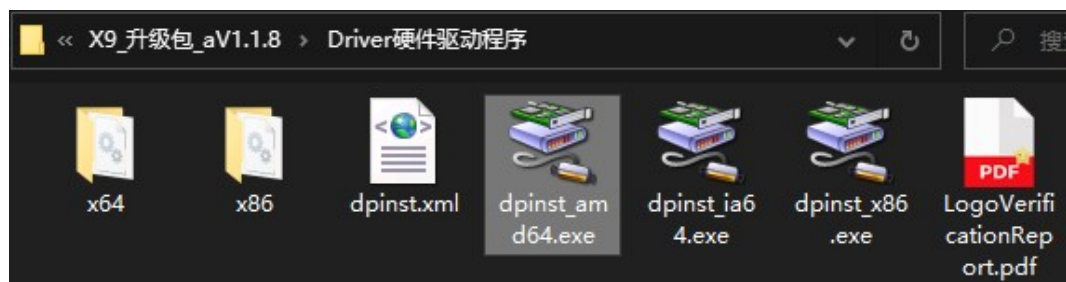 « X9_升级包_aV1.1.8 › Driver硬件驱动程序
x64
x86
dpinst.xml
dpinst_am
d64.exe
dpinst_ia6
4.exe
dpinst_x86
.exe
PDF
LogoVerifi
cationRep
ort.pdf